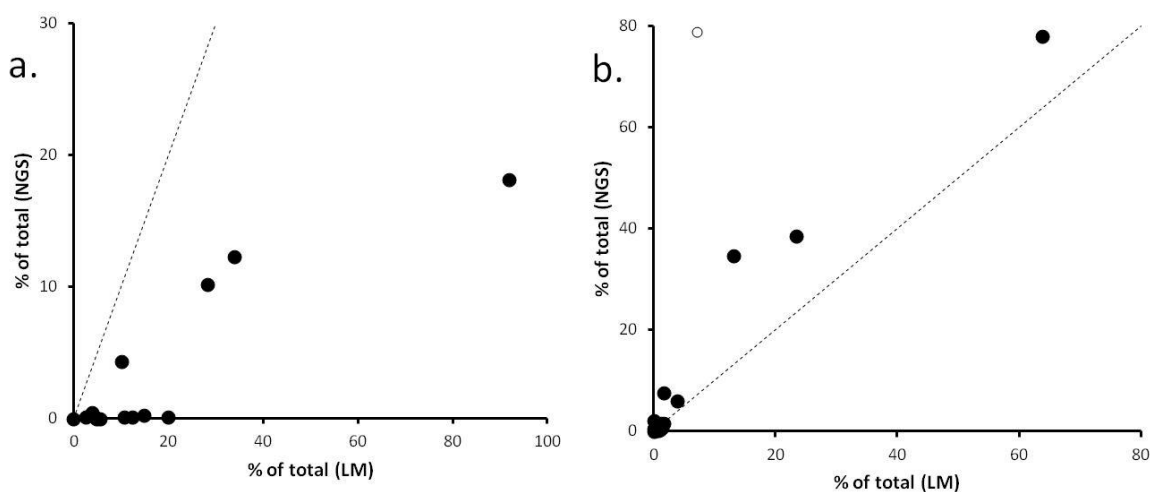 a.
% of total (NGS)
30
20
10
0
0 20 40 60 80 100
% of total (LM)
b.
% of total (NGS)
80
60
40
20
0
0 20 40 60 80
% of total (LM)